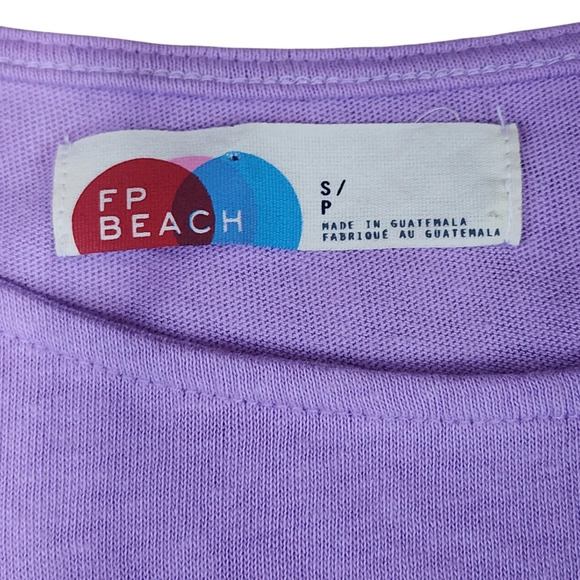 FP
BEACH
S/
P
MADE IN GUATEMALA
FABRIQUÉ AU GUATEMALA